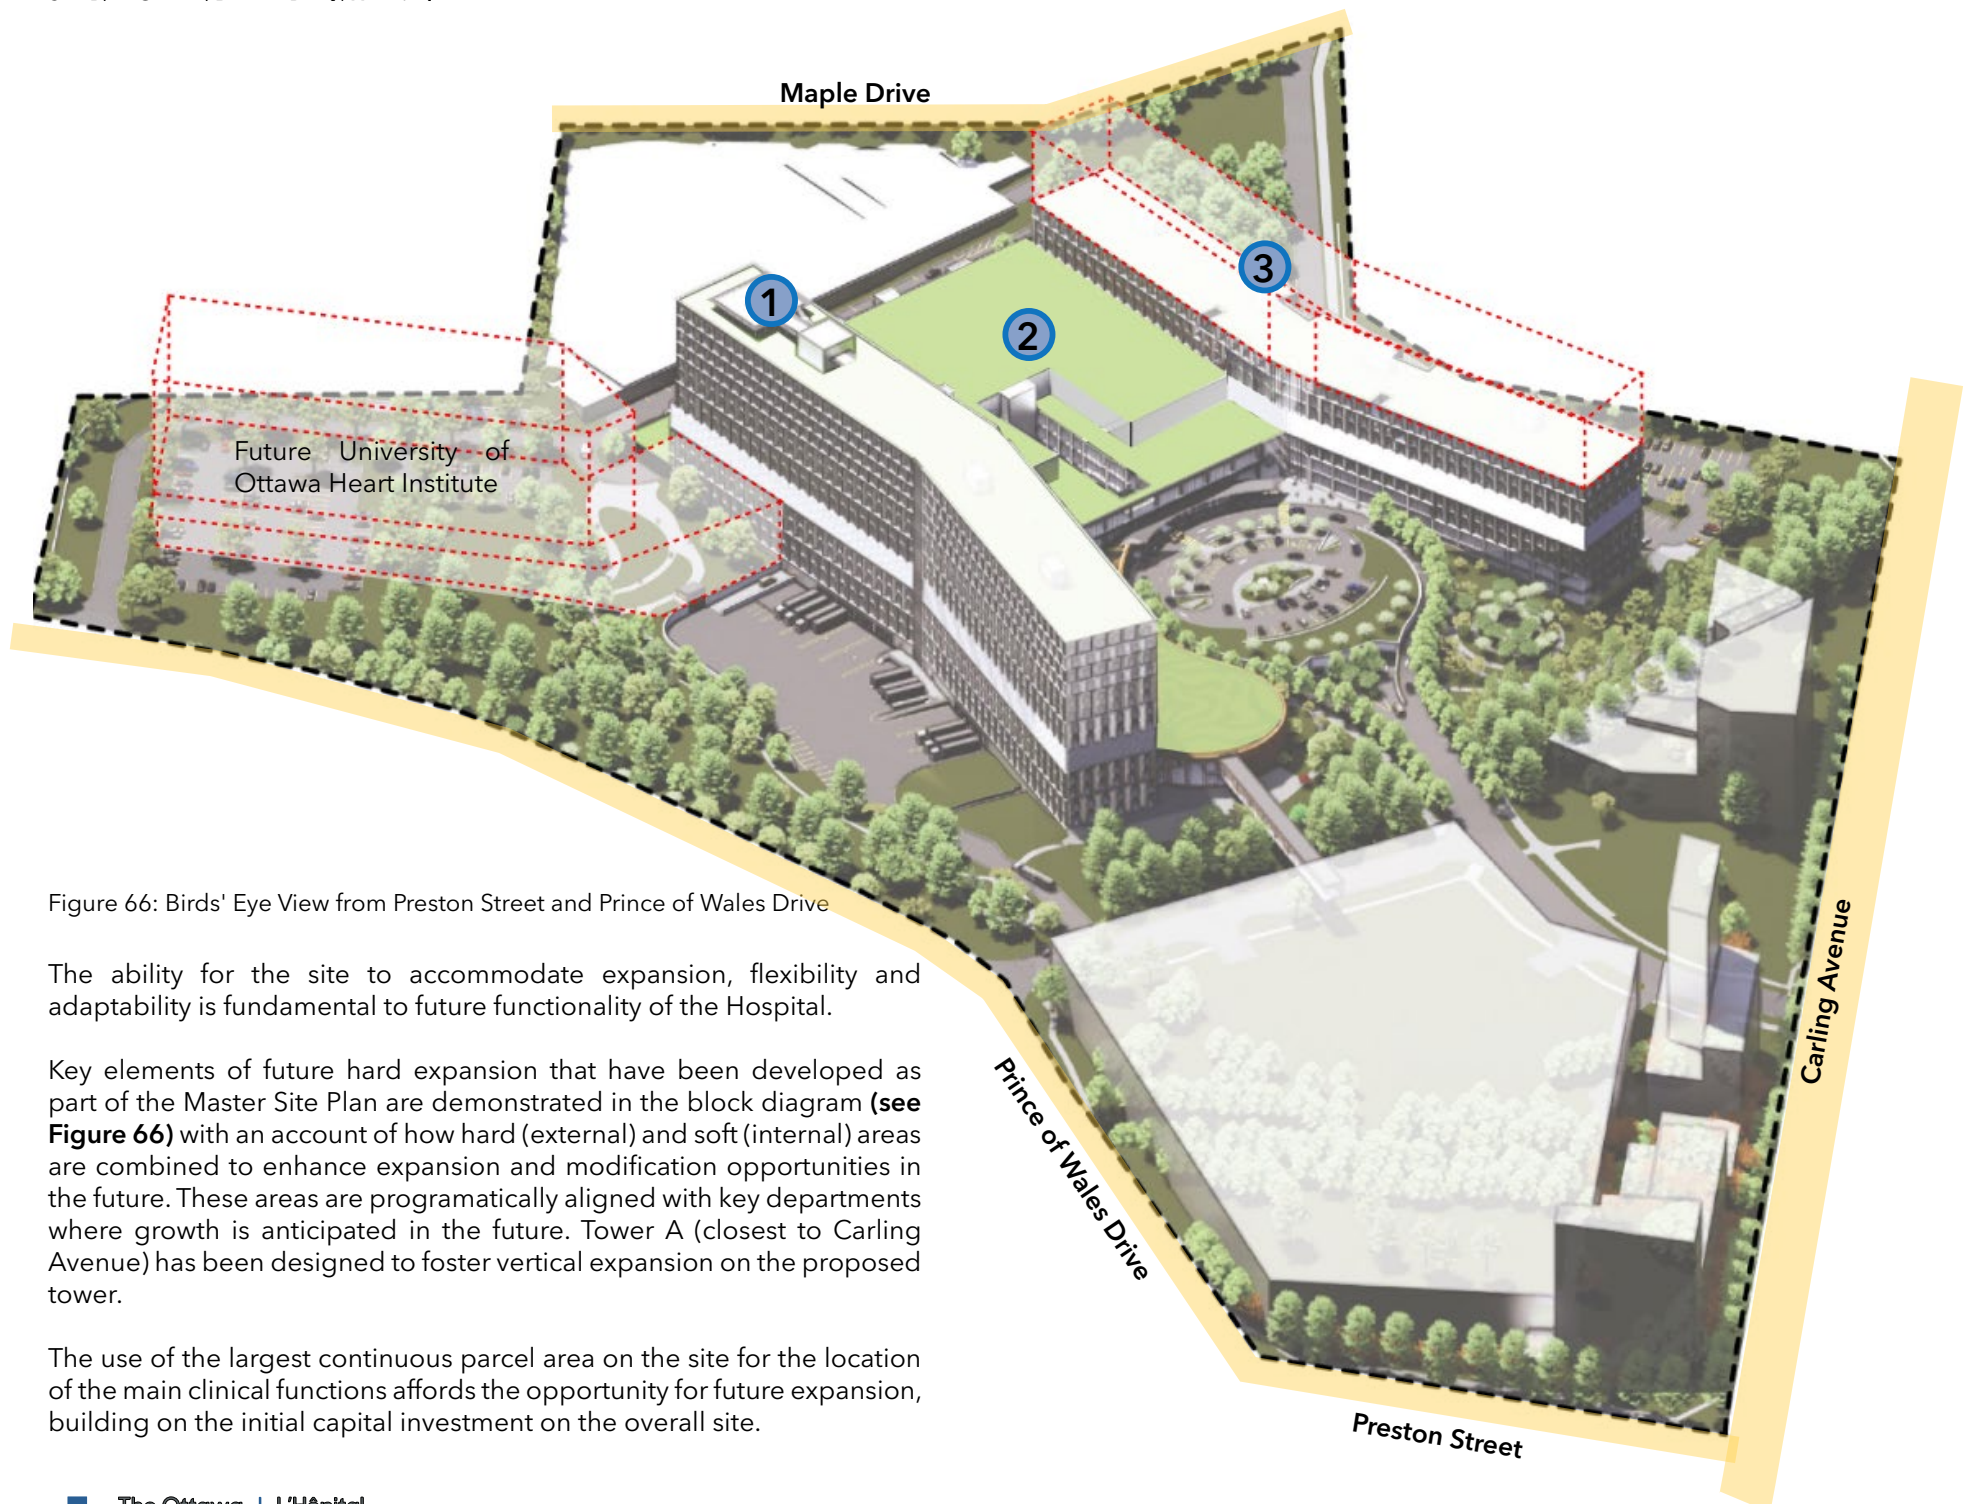 Maple Drive
1
2
3
Future University of
Ottawa Heart Institute
Carling Avenue
Prince of Wales Drive
Preston Street
Figure 66: Birds' Eye View from Preston Street and Prince of Wales Drive
The ability for the site to accommodate expansion, flexibility and
adaptability is fundamental to future functionality of the Hospital.
Key elements of future hard expansion that have been developed as
part of the Master Site Plan are demonstrated in the block diagram (see
Figure 66) with an account of how hard (external) and soft (internal) areas
are combined to enhance expansion and modification opportunities in
the future. These areas are programatically aligned with key departments
where growth is anticipated in the future. Tower A (closest to Carling
Avenue) has been designed to foster vertical expansion on the proposed
tower.
The use of the largest continuous parcel area on the site for the location
of the main clinical functions affords the opportunity for future expansion,
building on the initial capital investment on the overall site.
The Ottawa | L'Hôpital